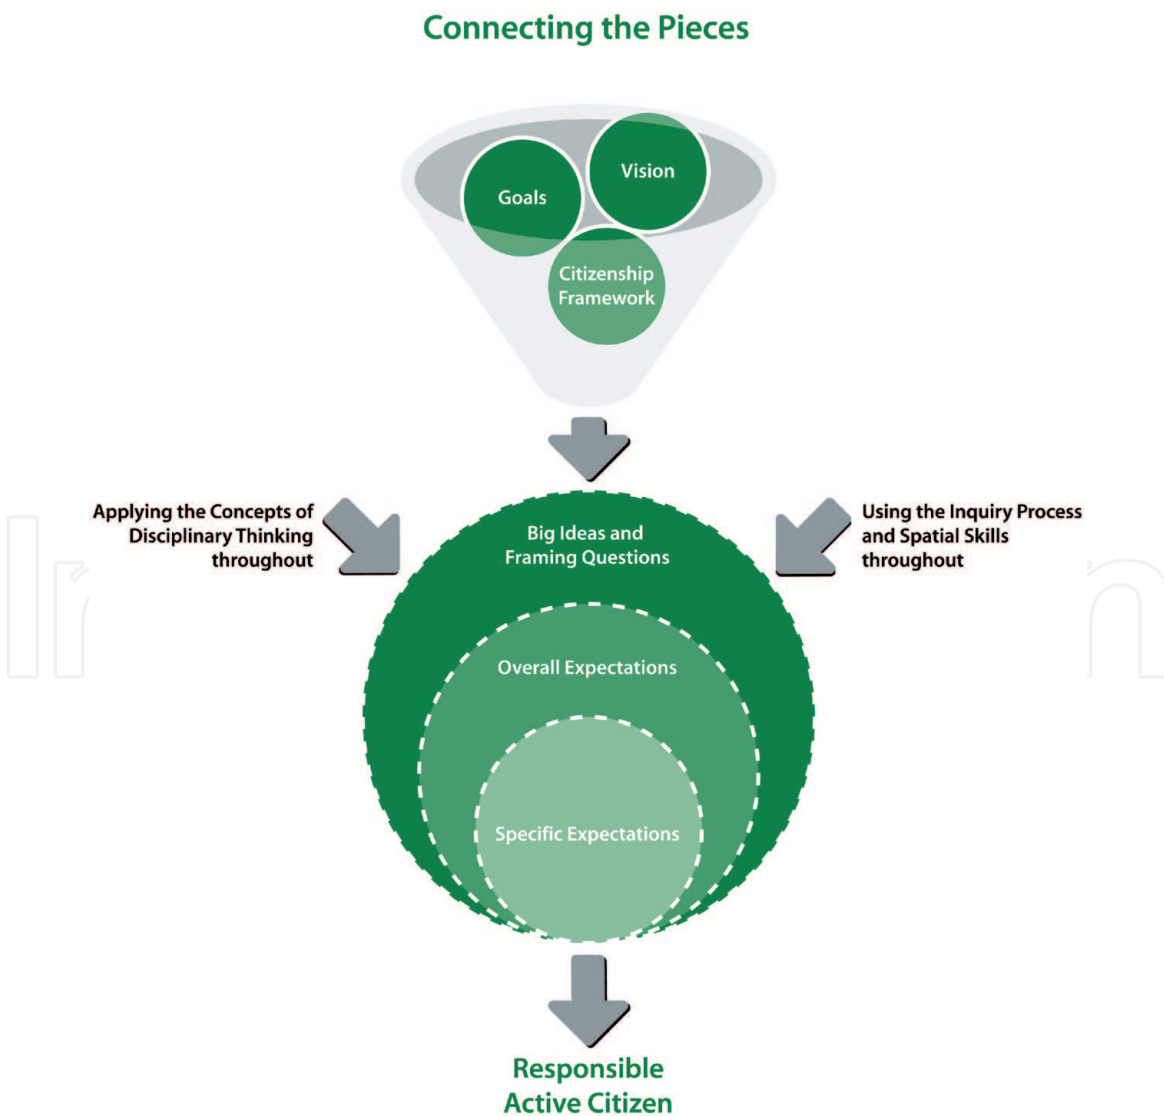 Connecting the Pieces
Goals
Vision
Citizenship
Framework
Applying the Concepts of
Disciplinary Thinking
throughout
Using the Inquiry Process
and Spatial Skills
throughout
Big Ideas and
Framing Questions
Overall Expectations
Specific Expectations
Responsible
Active Citizen